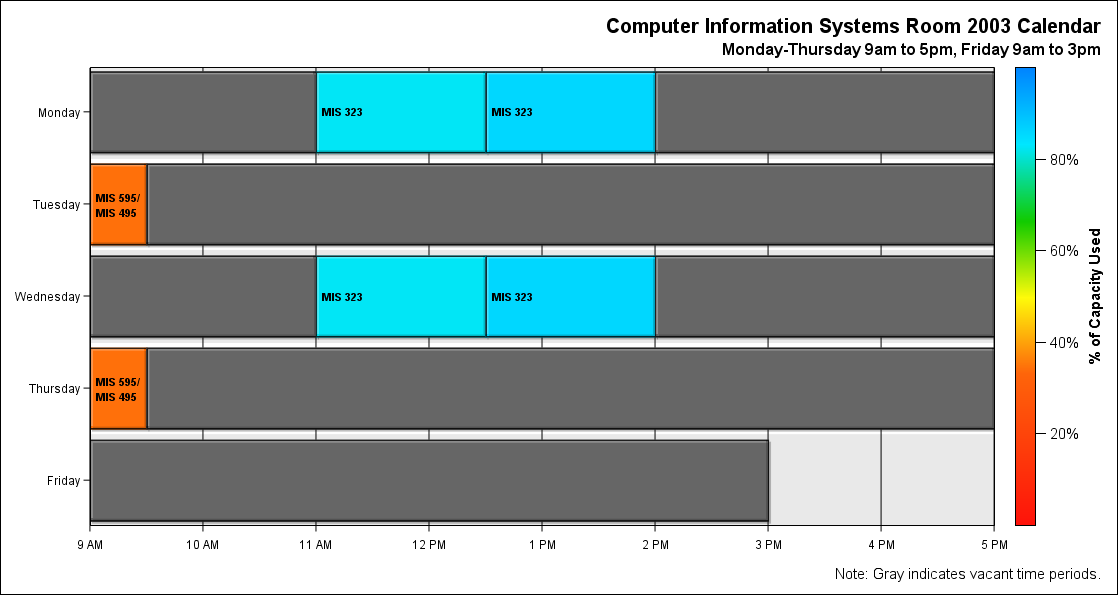 Computer Information Systems Room 2003 Calendar
Monday-Thursday 9am to 5pm, Friday 9am to 3pm
Monday
MIS 323
MIS 323
Tuesday
MIS 595/
MIS 495
Wednesday
MIS 323
MIS 323
Thursday
MIS 595/
MIS 495
Friday
9 AM
10 AM
11 AM
12 PM
1 PM
2 PM
3 PM
4 PM
5 PM
80%
60%
40%
20%
% of Capacity Used
Note: Gray indicates vacant time periods.